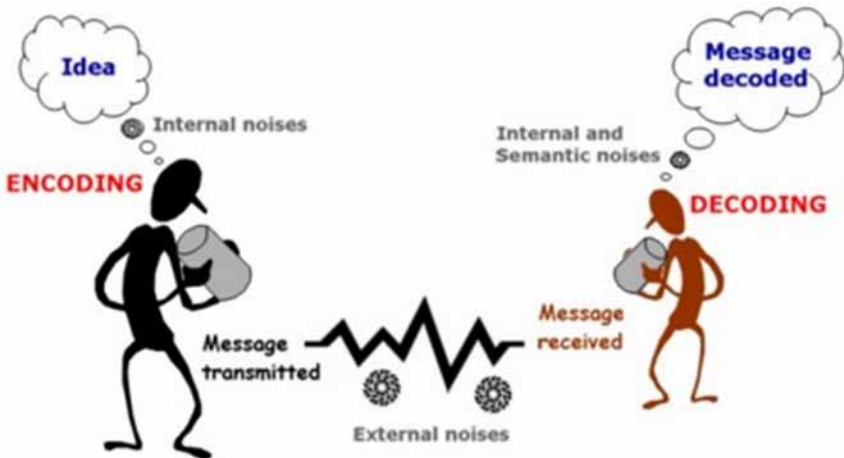 Idea
Internal noises
ENCODING
Message
transmitted
External noises
Message
received
Internal and
Semantic noises
DECODING
Message
decoded